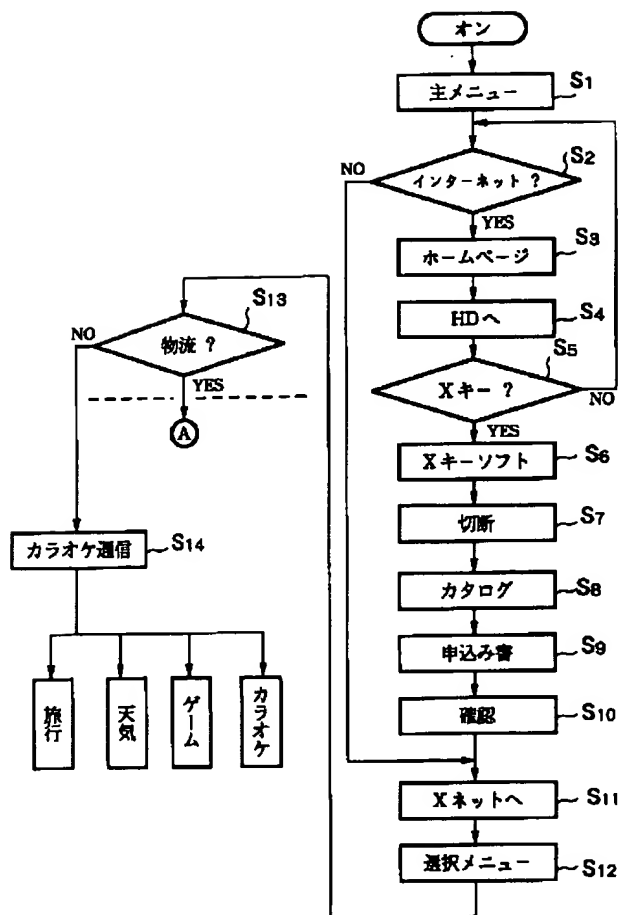 オン
主メニュー
S1
インターネット ?
S2
NO
YES
ホームページ
S3
HDへ
S4
Xキー ?
S5
NO
YES
Xキーソフト
S6
切断
S7
カタログ
S8
申込み書
S9
確認
S10
Xネットへ
S11
選択メニュー
S12
物流 ?
S13
NO
YES
A
カラオケ通信
S14
旅行
天気
ゲーム
カラオケ